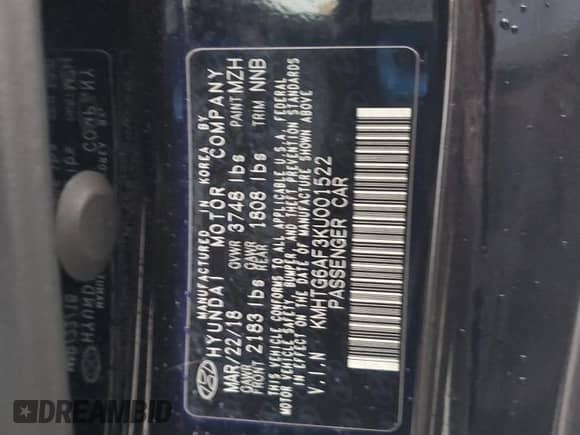 MANUFACTURED IN KOREA BY
HYUNDAI MOTOR COMPANY
MAR/22/18 GVWR 3748 lbs PAINT MZH
GAWR FRONT 2183 lbs GAWR REAR 1808 lbs TRIM NNB
THIS VEHICLE CONFORMS TO ALL APPLICABLE U.S.A. FEDERAL
MOTOR VEHICLE SAFETY, BUMPER, AND THEFT PREVENTION STANDARDS
IN EFFECT ON THE DATE OF MANUFACTURE SHOWN ABOVE
V.I.N KMHTG6AF3KU001522
PASSENGER CAR
DREAMBID